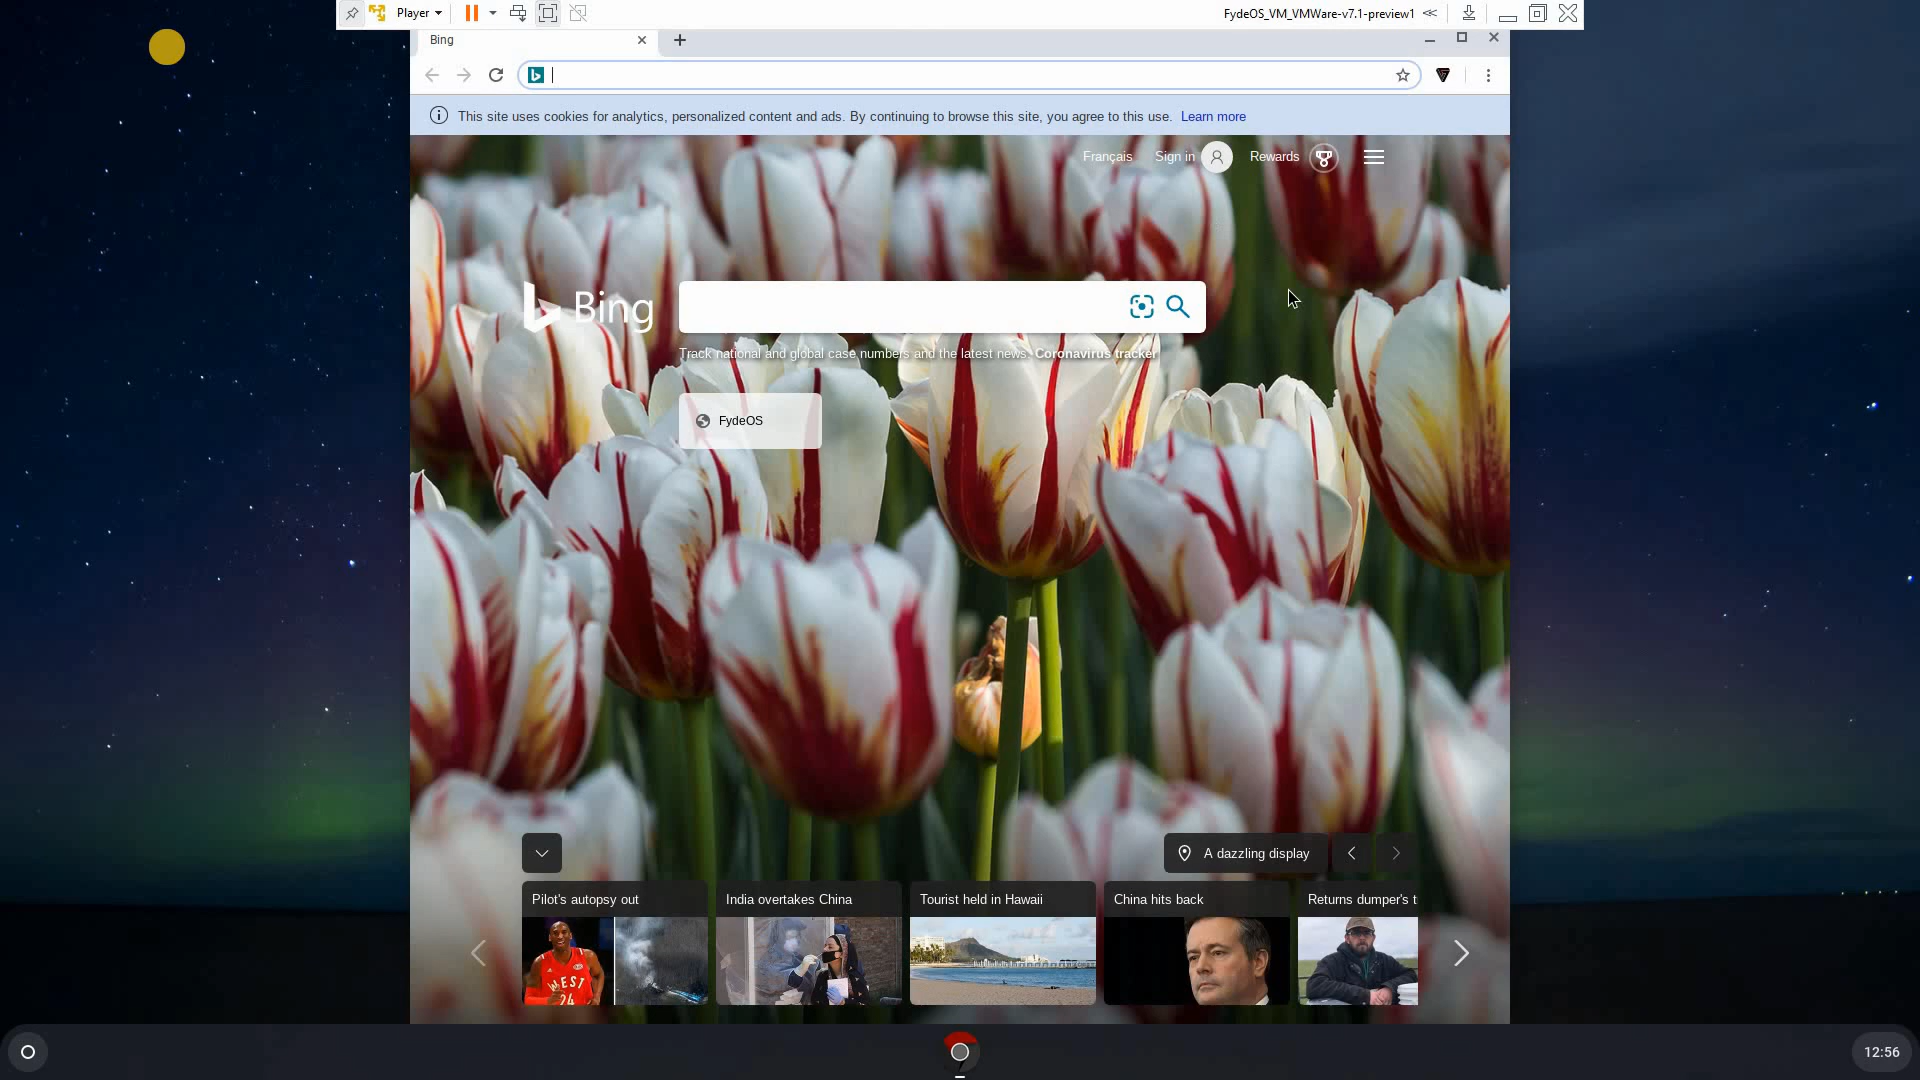 Player
FydeOS_VM_VMWare-v7.1-preview1
Bing
This site uses cookies for analytics, personalized content and ads. By continuing to browse this site, you agree to this use. Learn more
Français Sign in Rewards
Bing
Track national and global case numbers and the latest news. Coronavirus tracker
FydeOS
A dazzling display
Pilot's autopsy out
India overtakes China
Tourist held in Hawaii
China hits back
Returns dumper's t
WEST
24
12:56